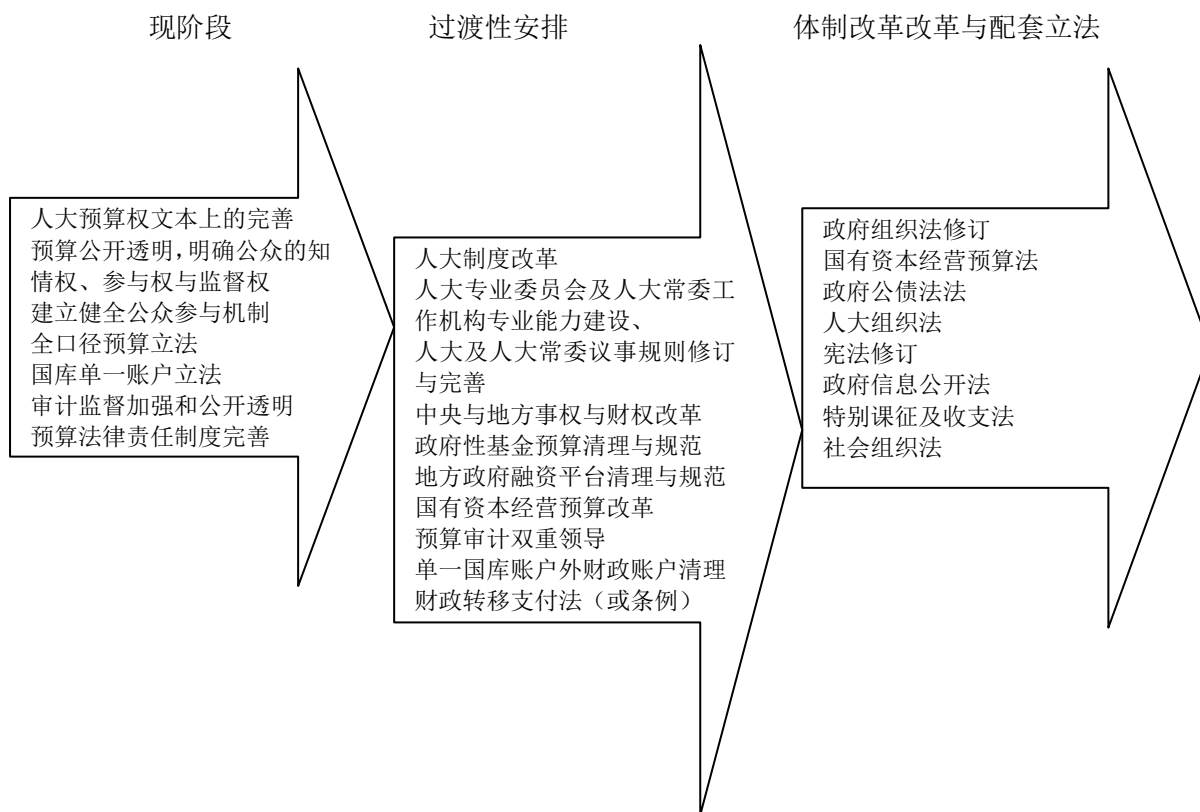 现阶段
过渡性安排
体制改革改革与配套立法
人大预算权文本上的完善
预算公开透明,明确公众的知
情权、参与权与监督权
建立健全公众参与机制
全口径预算立法
国库单一账户立法
审计监督加强和公开透明
预算法律责任制度完善
人大制度改革
人大专业委员会及人大常委工
作机构专业能力建设、
人大及人大常委议事规则修订
与完善
中央与地方事权与财权改革
政府性基金预算清理与规范
地方政府融资平台清理与规范
国有资本经营预算改革
预算审计双重领导
单一国库账户外财政账户清理
财政转移支付法（或条例）
政府组织法修订
国有资本经营预算法
政府公债法法
人大组织法
宪法修订
政府信息公开法
特别课征及收支法
社会组织法